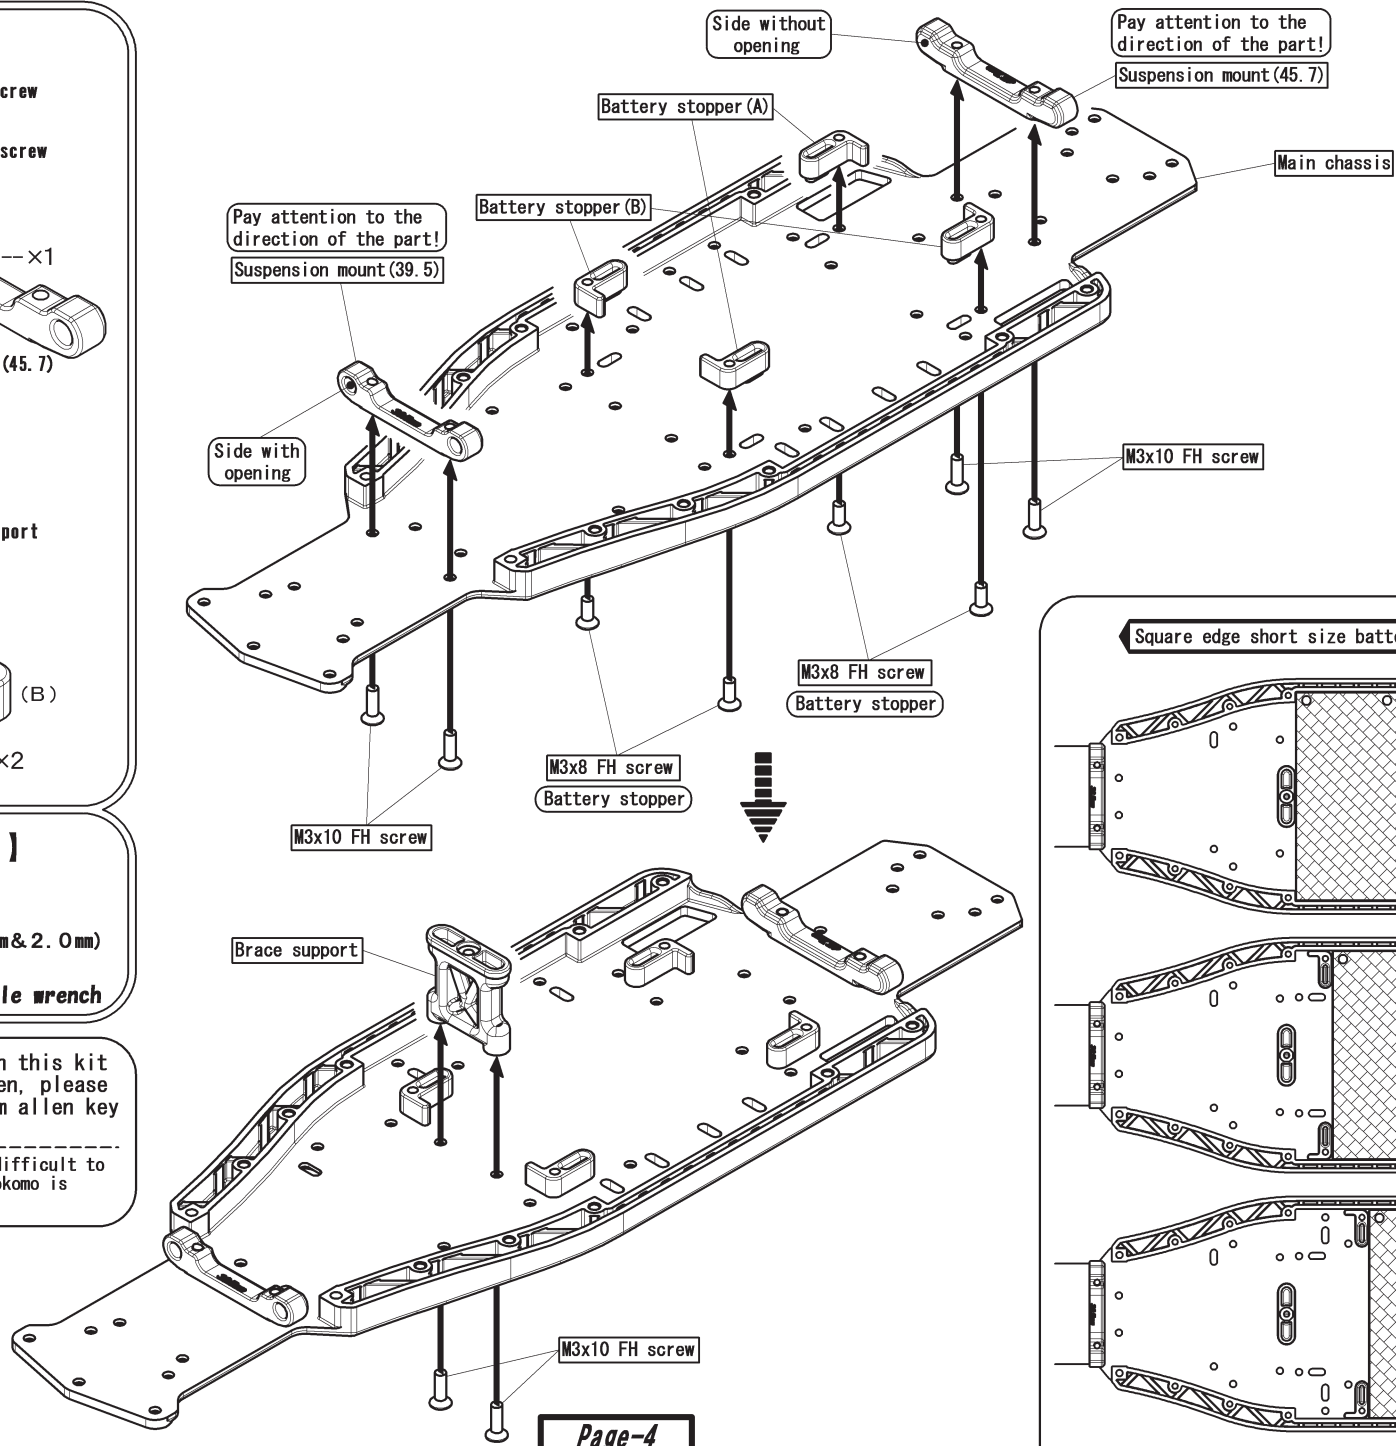 crew
screw
--×1
(45.7)
port
(B)
×2
】
m&2.0mm)
le wrench
n this kit
en, please
m allen key
difficult to
okomo is
Side without
opening
Pay attention to the
direction of the part!
Suspension mount(45.7)
Battery stopper(A)
Main chassis
Battery stopper(B)
Pay attention to the
direction of the part!
Suspension mount(39.5)
Side with
opening
M3x10 FH screw
M3x8 FH screw
Battery stopper
M3x8 FH screw
Battery stopper
M3x10 FH screw
Brace support
M3x10 FH screw
Square edge short size batte
Page-4